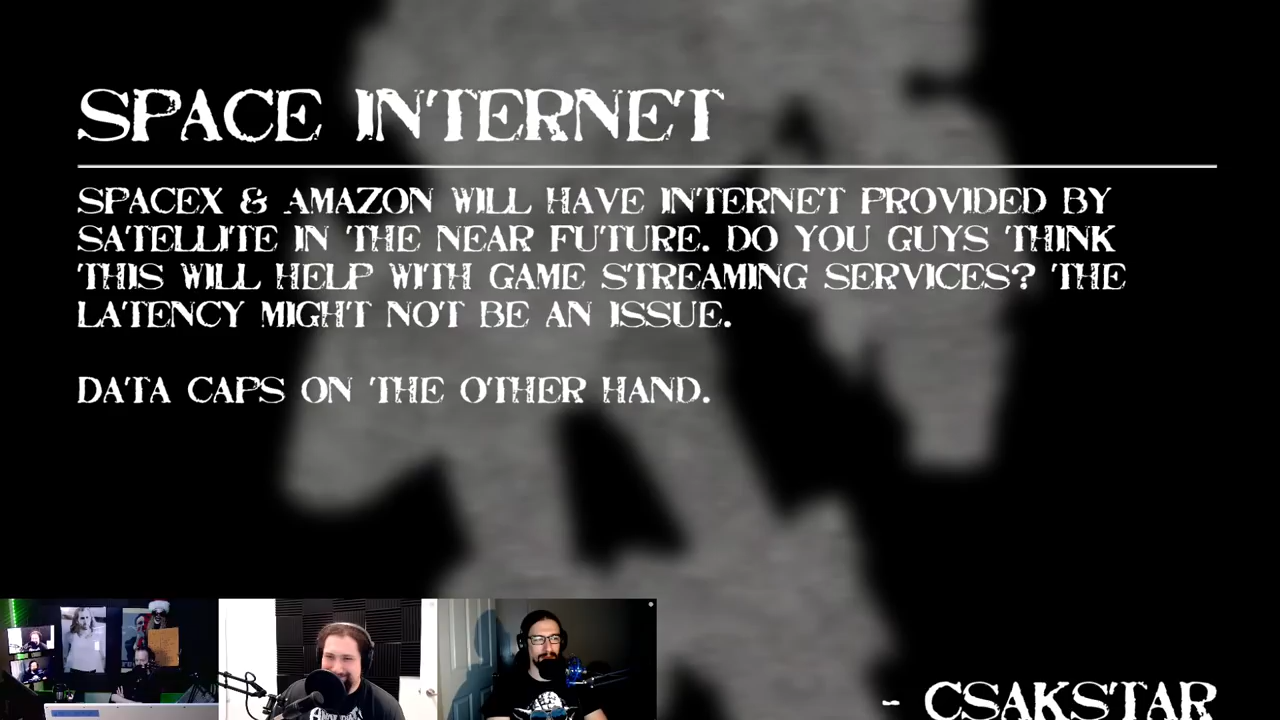 SPACE INTERNET
SPACEX & AMAZON WILL HAVE INTERNET PROVIDED BY
SATELLITE IN THE NEAR FUTURE. DO YOU GUYS THINK
THIS WILL HELP WITH GAME STREAMING SERVICES? THE
LATENCY MIGHT NOT BE AN ISSUE.
DATA CAPS ON THE OTHER HAND.
- CSAKSTAR